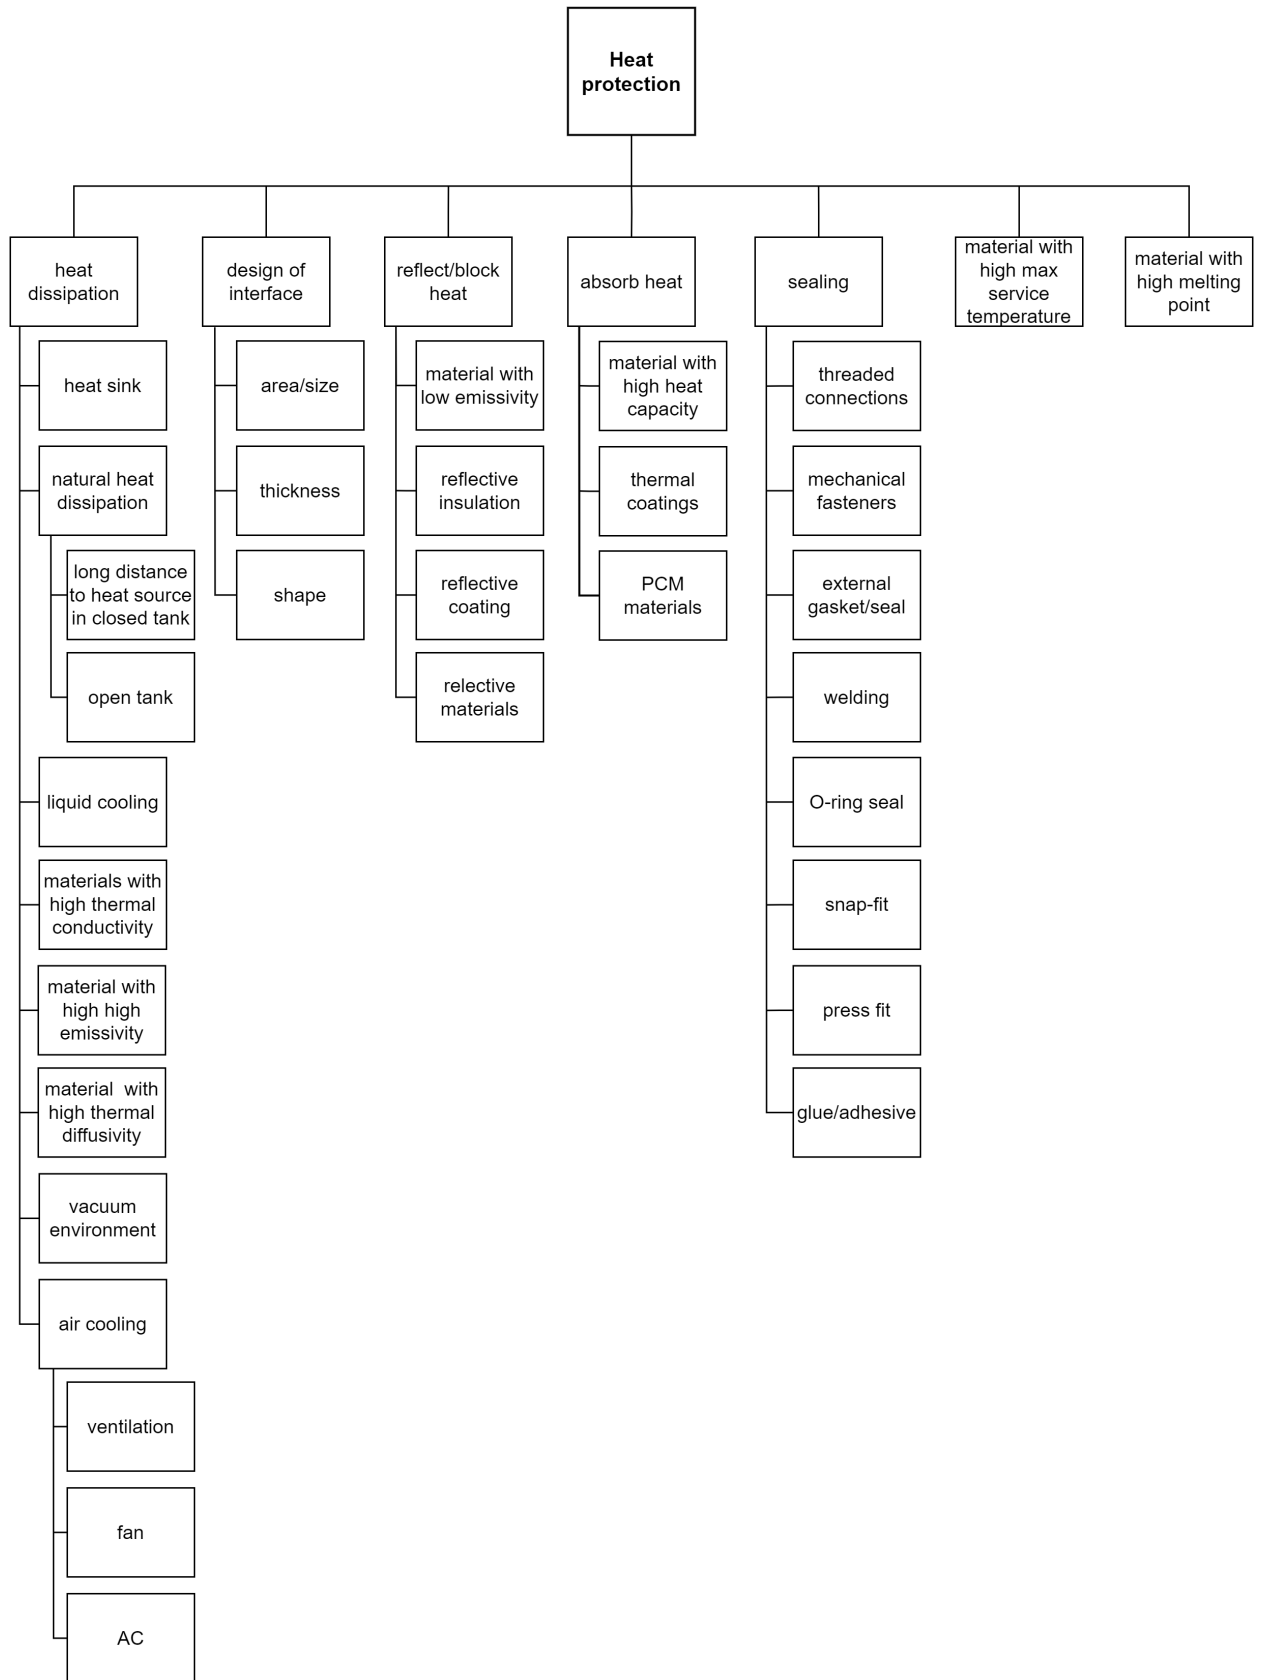 Heat
protection
heat
dissipation
design of
interface
reflect/block
heat
absorb heat
sealing
material with
high max
service
temperature
material with
high melting
point
heat sink
natural heat
dissipation
long distance
to heat source
in closed tank
open tank
liquid cooling
materials with
high thermal
conductivity
material with
high high
emissivity
material  with
high thermal
diffusivity
vacuum
environment
air cooling
ventilation
fan
AC
area/size
thickness
shape
material with
low emissivity
reflective
insulation
reflective
coating
relective
materials
material with
high heat
capacity
thermal
coatings
PCM
materials
threaded
connections
mechanical
fasteners
external
gasket/seal
welding
O-ring seal
snap-fit
press fit
glue/adhesive